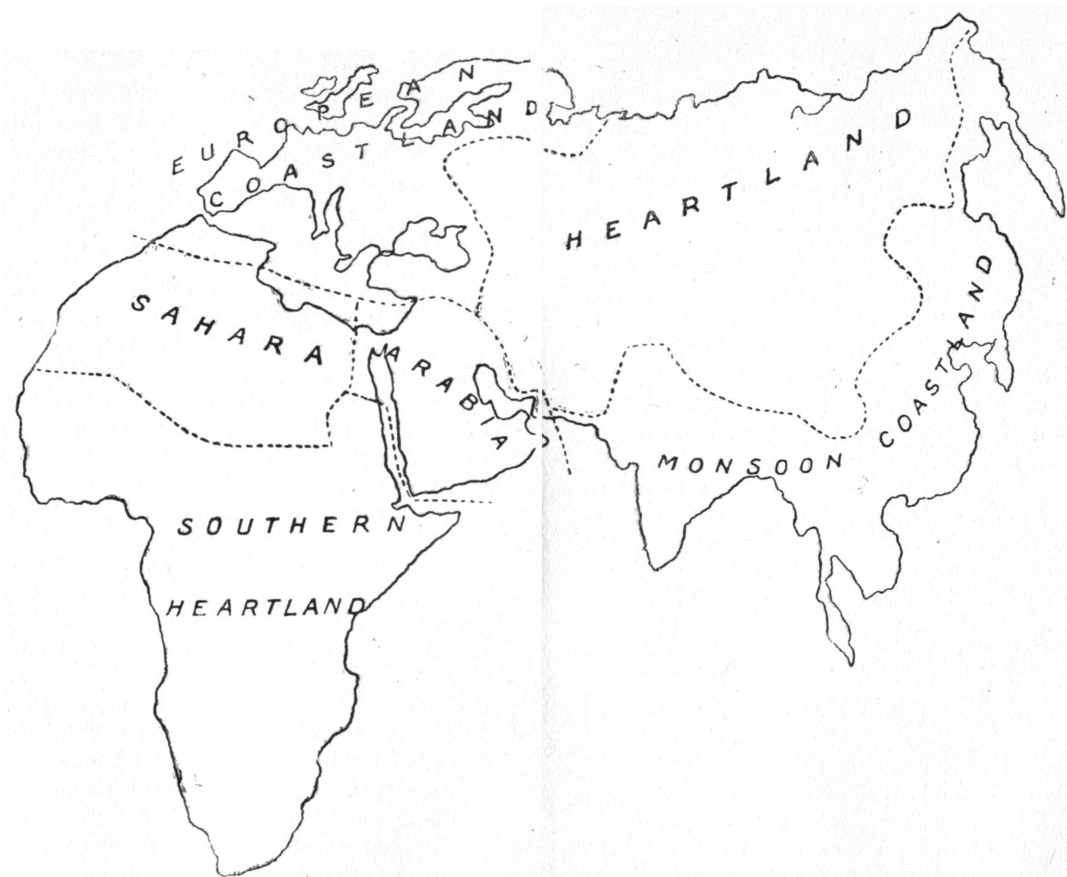 EUROPEAN
COASTLAND
HEARTLAND
SAHARA
ARABIA
MONSOON
COASTLAND
SOUTHERN
HEARTLAND